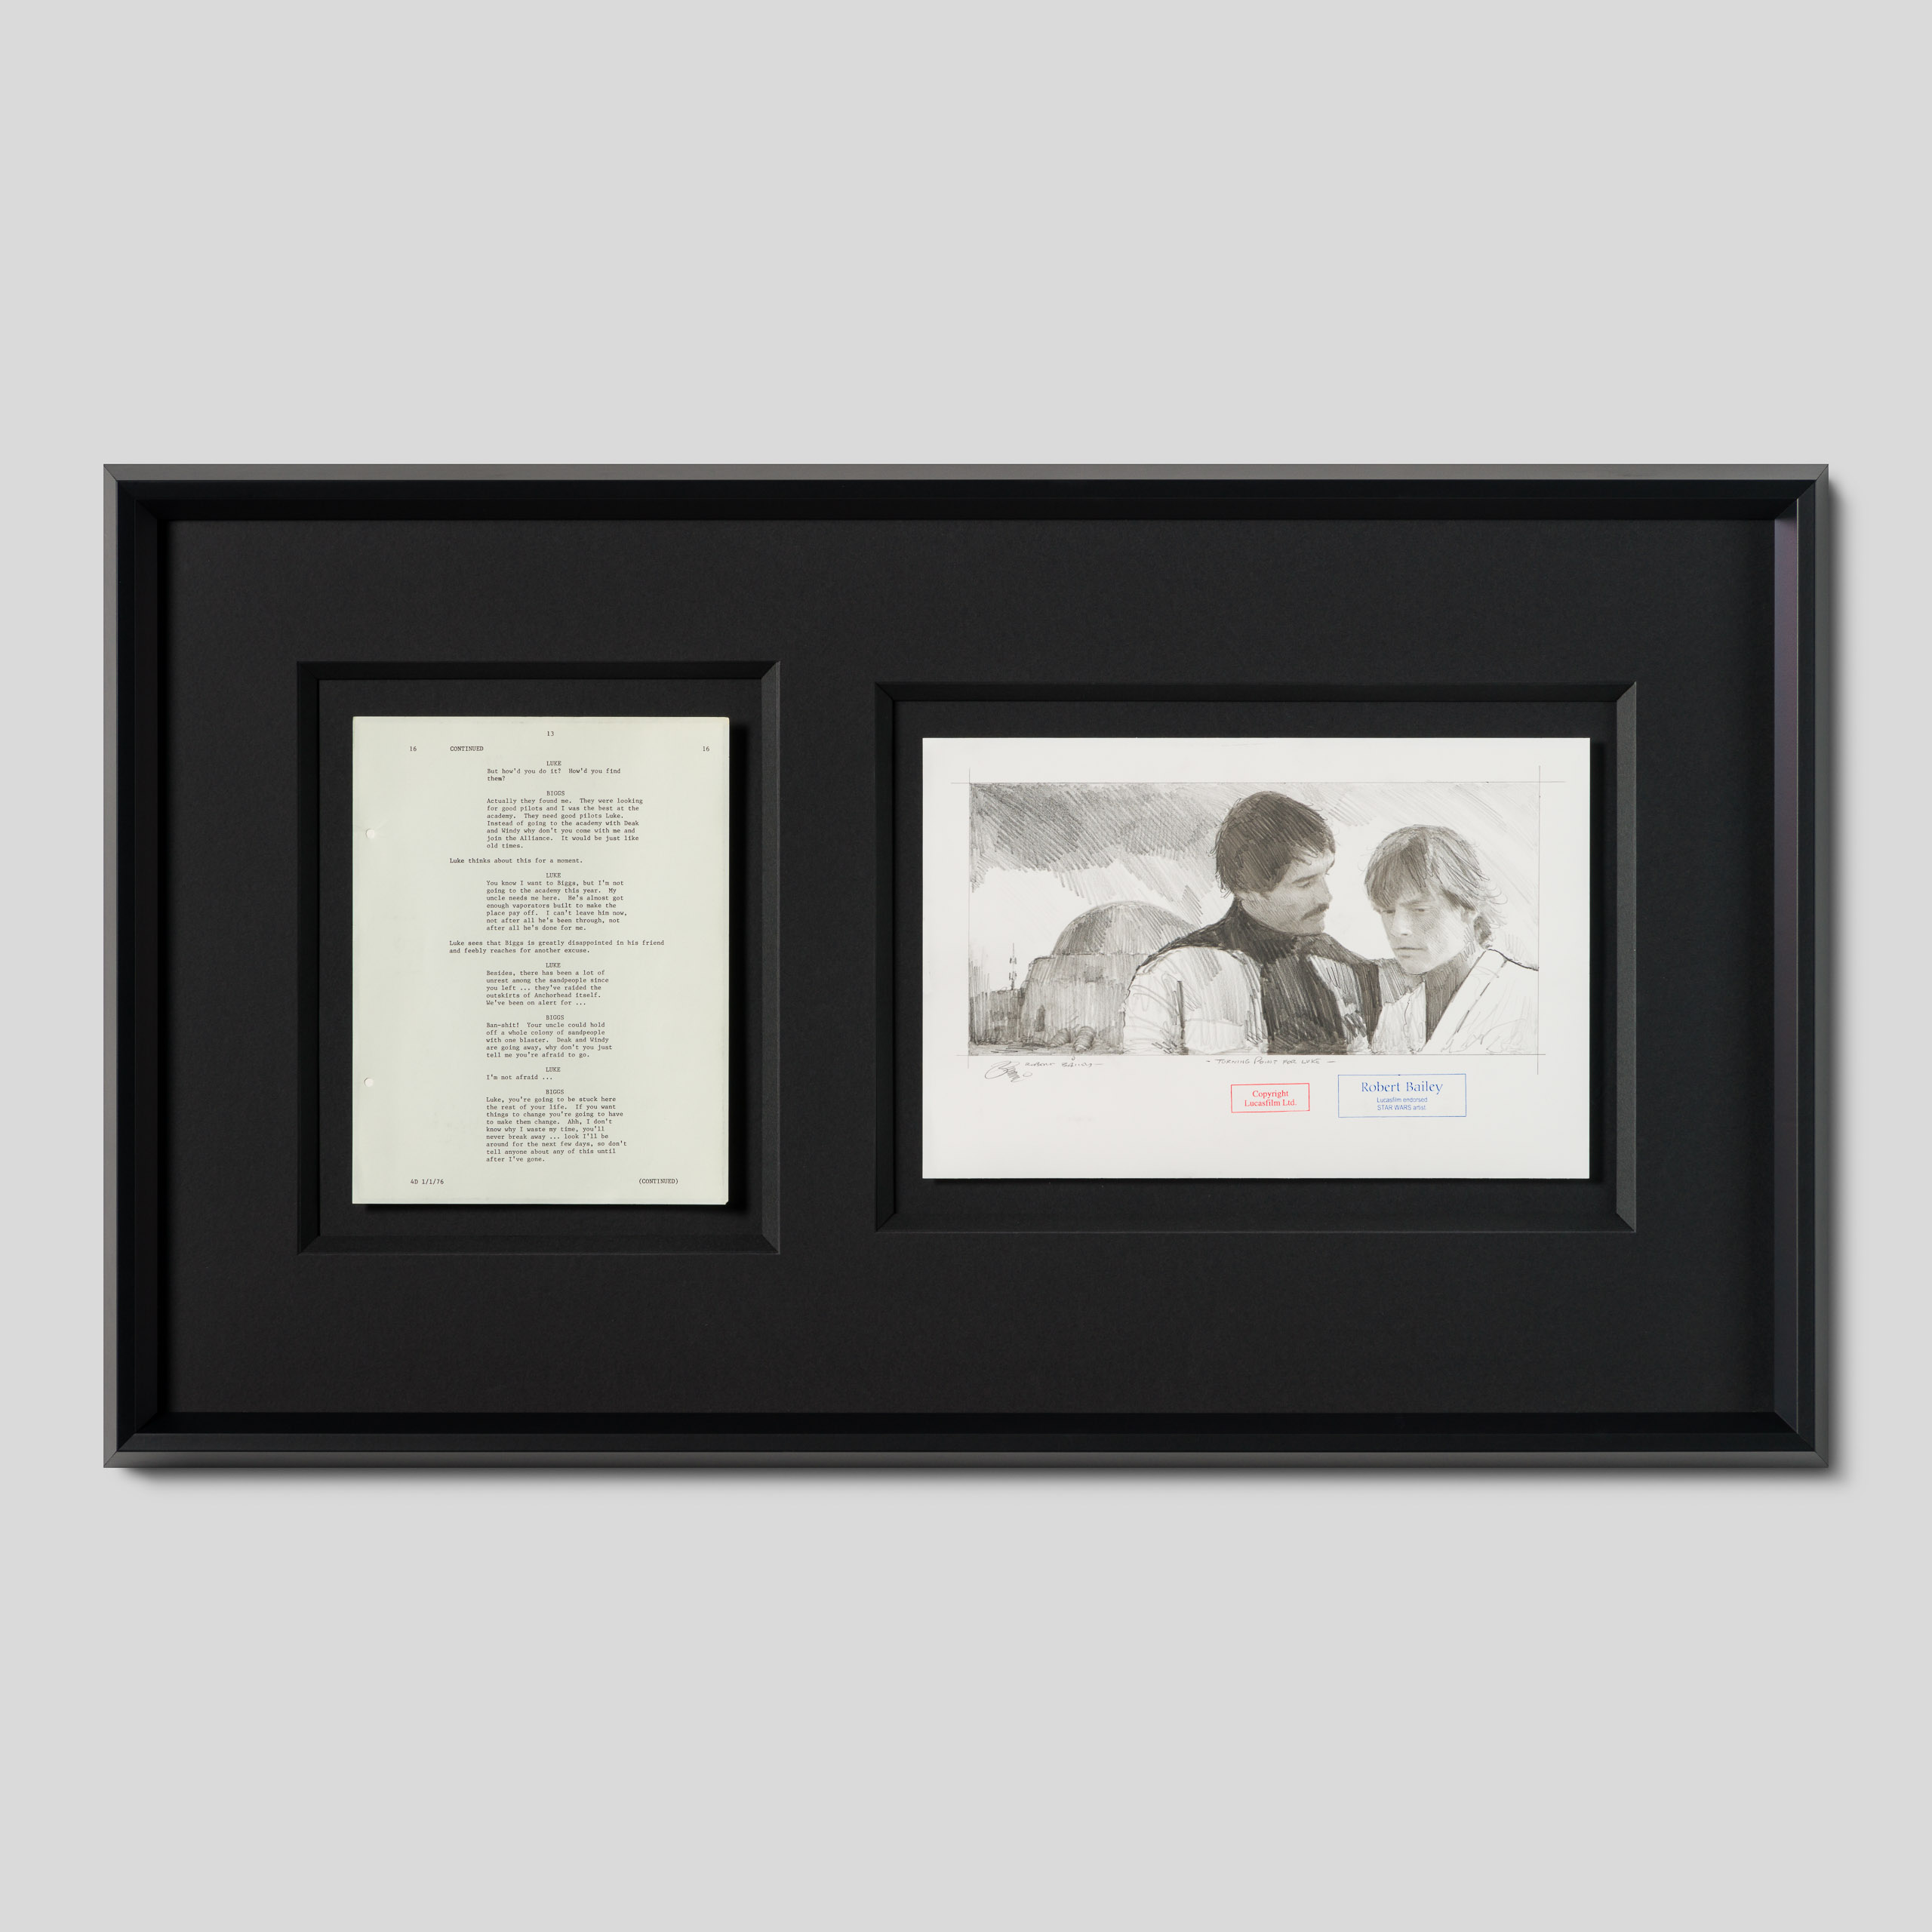 13
16 CONTINUED 16
LUKE
But how'd you do it? How'd you find
them?
BIGGS
Actually they found me. They were looking
for good pilots and I was the best at the
academy. They need good pilots Luke.
Instead of going to the academy with Deak
and Windy why don't you come with me and
join the Alliance. It would be just like
old times.
Luke thinks about this for a moment.
LUKE
You know I want to Biggs, but I'm not
going to the academy this year. My
uncle needs me here. He's almost got
enough vaporators built to make the
place pay off. I can't leave him now,
not after all he's been through, not
after all he's done for me.
Luke sees that Biggs is greatly disappointed in his friend
and feebly reaches for another excuse.
LUKE
Besides, there has been a lot of
unrest among the sandpeople since
you left ... they've raided the
outskirts of Anchorhead itself.
We've been on alert for ...
BIGGS
Ban-shit! Your uncle could hold
off a whole colony of sandpeople
with one blaster. Deak and Windy
are going away, why don't you just
tell me you're afraid to go.
LUKE
I'm not afraid ...
BIGGS
Luke, you're going to be stuck here
the rest of your life. If you want
things to change you're going to have
to make them change. Ahh, I don't
know why I waste my time, you'll
never break away ... look I'll be
around for the next few days, so don't
tell anyone about any of this until
after I've gone.
4D 1/1/76 (CONTINUED)
ROBERT BAILEY—
- TURNING POINT FOR LUKE —
Copyright
Lucasfilm Ltd.
Robert Bailey
Lucasfilm endorsed
STAR WARS artist